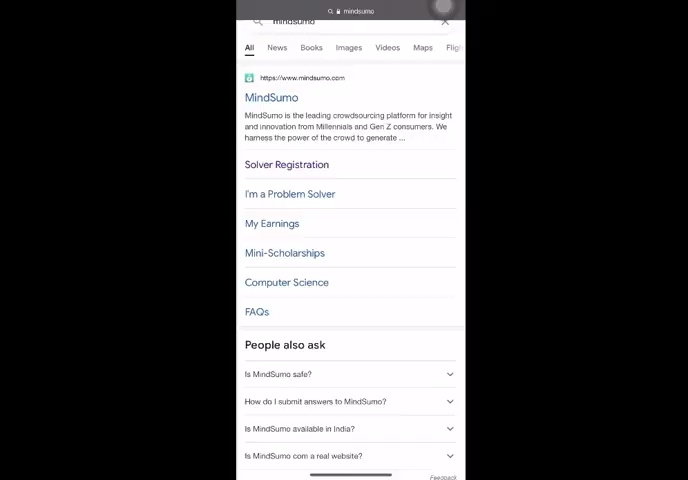 mindsumo
mindsumo
All News Books Images Videos Maps
https://www.mindsumo.com
MindSumo
MindSumo is the leading crowdsourcing platform for insight
and innovation from Millennials and Gen Z consumers. We
harness the power of the crowd to generate ...
Solver Registration
I'm a Problem Solver
My Earnings
Mini-Scholarships
Computer Science
FAQs
People also ask
Is MindSumo safe?
How do I submit answers to MindSumo?
Is MindSumo available in India?
Is MindSumo com a real website?
Feedback